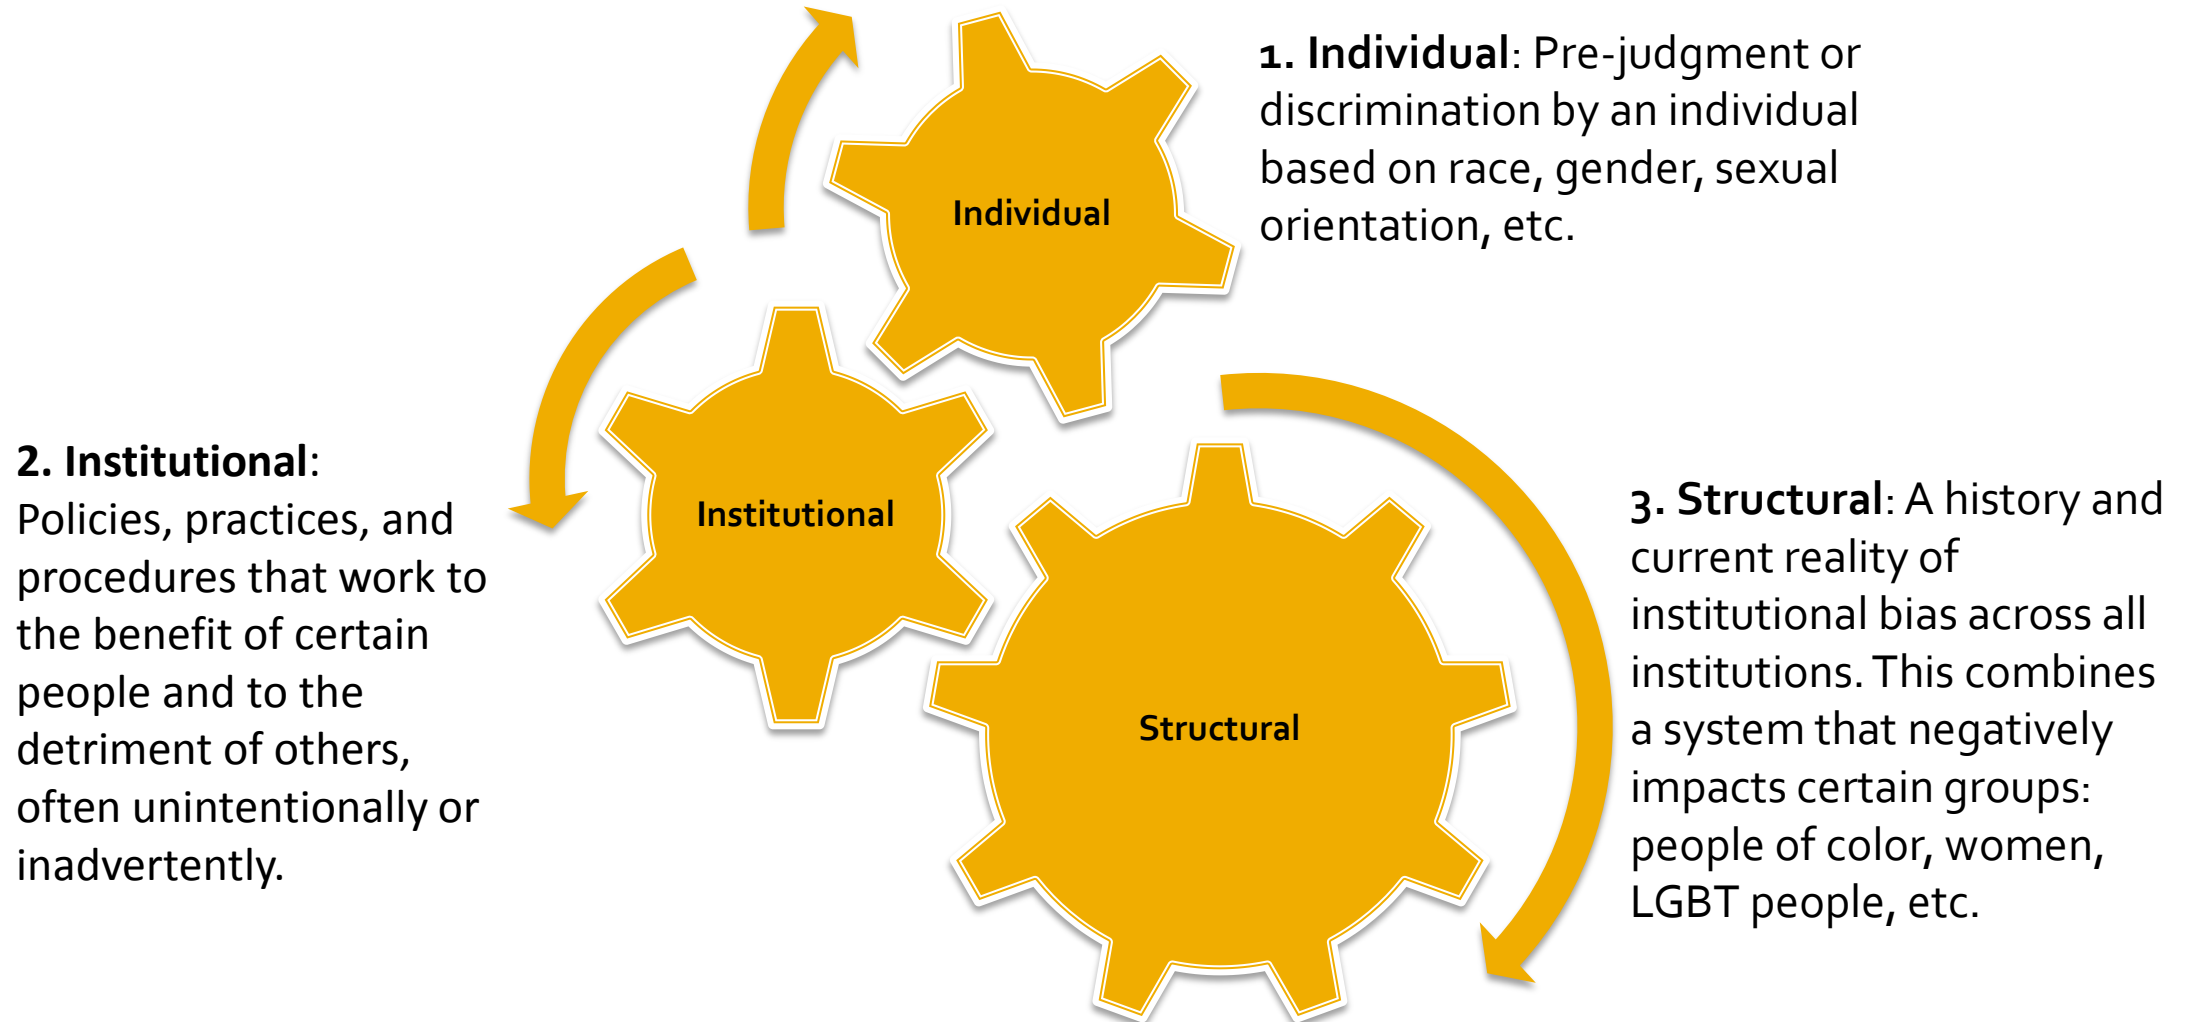 1. Individual: Pre-judgment or
discrimination by an individual
based on race, gender, sexual
orientation, etc.
Individual
2. Institutional:
Policies, practices, and
procedures that work to
the benefit of certain
people and to the
detriment of others,
often unintentionally or
inadvertently.
Institutional
Structural
3. Structural: A history and
current reality of
institutional bias across all
institutions. This combines
a system that negatively
impacts certain groups:
people of color, women,
LGBT people, etc.